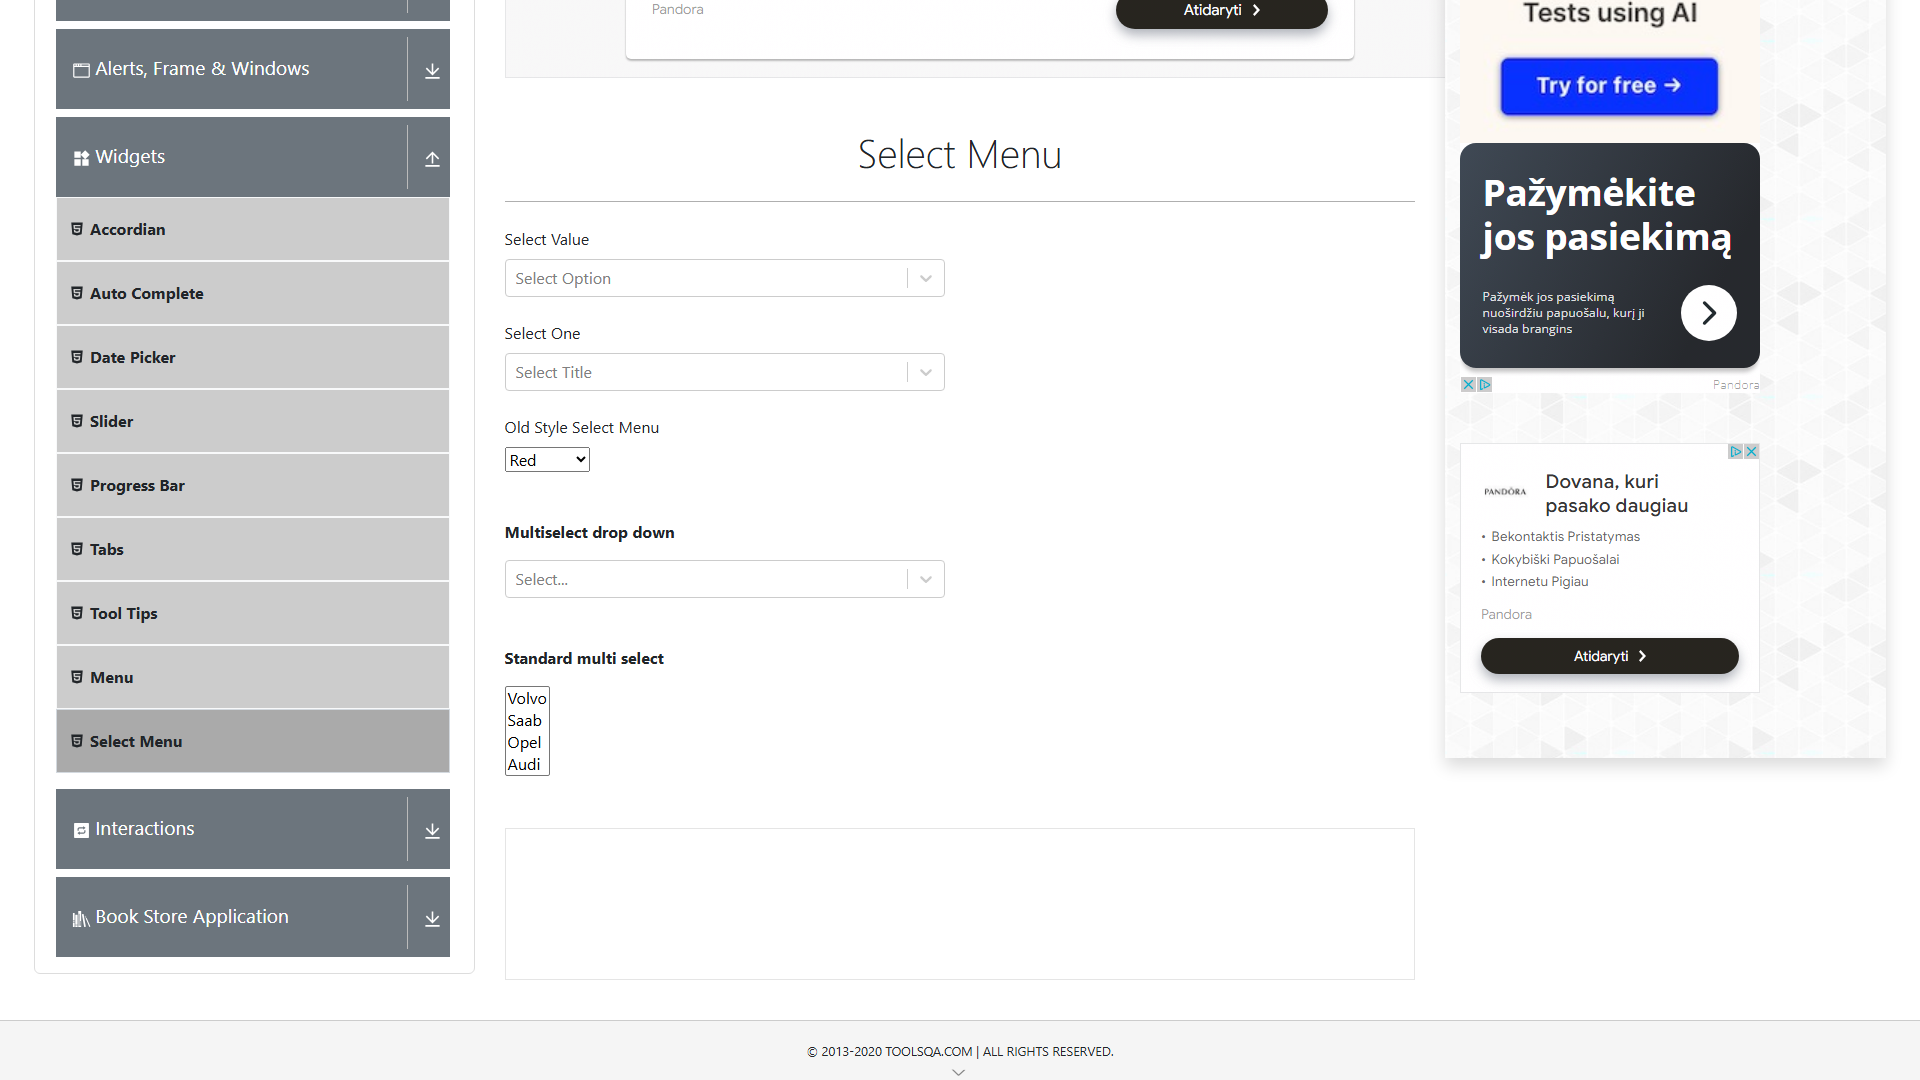 Alerts, Frame & Windows
Widgets
Accordian
Auto Complete
Date Picker
Slider
Progress Bar
Tabs
Tool Tips
Menu
Select Menu
Interactions
Book Store Application
Pandora
Atidaryti
Select Menu
Select Value
Select Option
Select One
Select Title
Old Style Select Menu
Red
Multiselect drop down
Select...
Standard multi select
Volvo
Saab
Opel
Audi
Tests using AI
Try for free →
Pažymėkite
jos pasiekimą
Pažymėk jos pasiekimą
nuoširdžiu papuošalu, kurį ji
visada brangins
Pandora
PANDÖRA
Dovana, kuri
pasako daugiau
• Bekontaktis Pristatymas
• Kokybiški Papuošalai
• Internetu Pigiau
Pandora
Atidaryti
© 2013-2020 TOOLSQA.COM | ALL RIGHTS RESERVED.